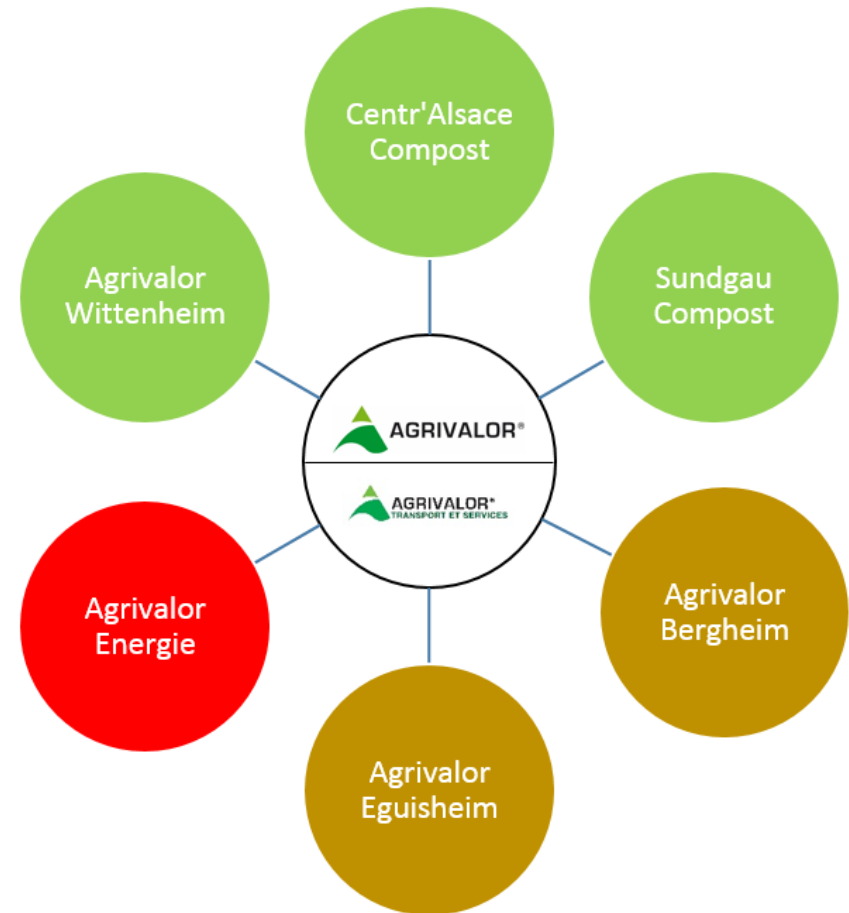 Centr'Alsace
Compost
Agrivalor
Wittenheim
Sundgau
Compost
AGRIVALOR®
AGRIVALOR®
TRANSPORT ET SERVICES
Agrivalor
Energie
Agrivalor
Bergheim
Agrivalor
Eguisheim